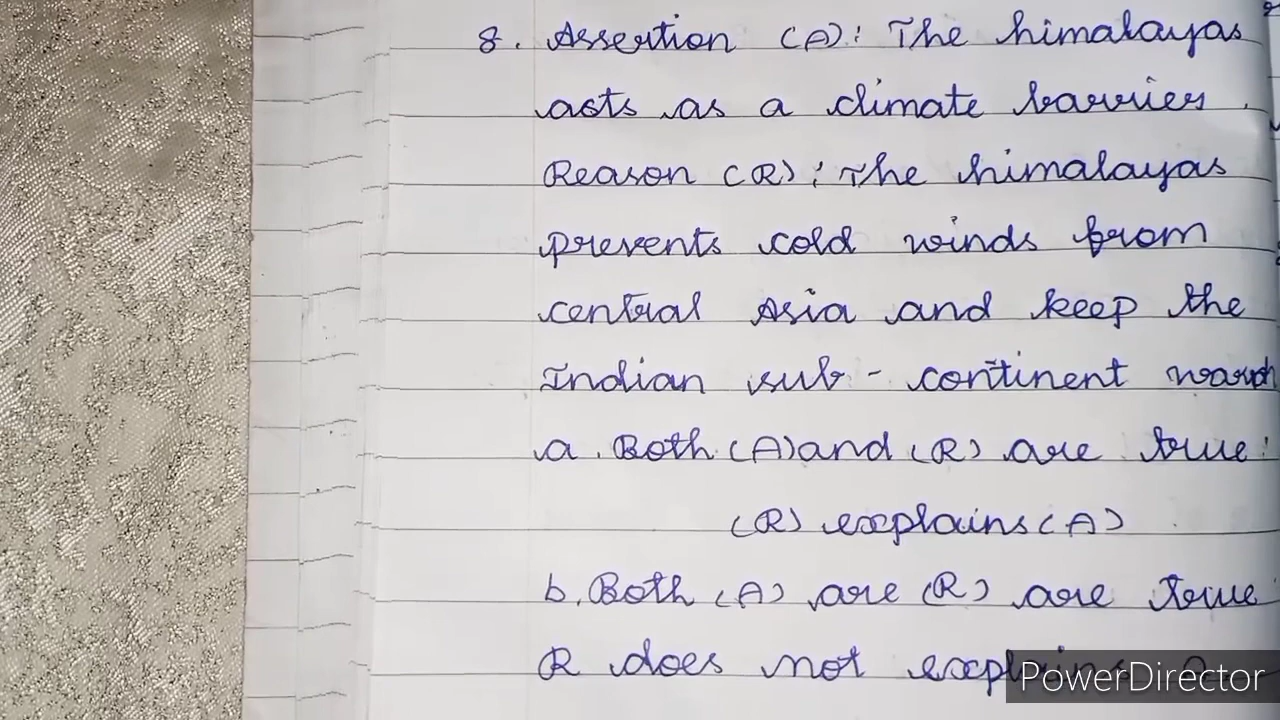 8. Assertion (A): The himalayas
acts as a climate barrier.
Reason (R): The himalayas
prevents cold winds from
central Asia and keep the
Indian sub - continent
a. Both (A) and (R) are true:
(R) explains (A)
b. Both (A) are (R) are true
R does not explains A
PowerDirector